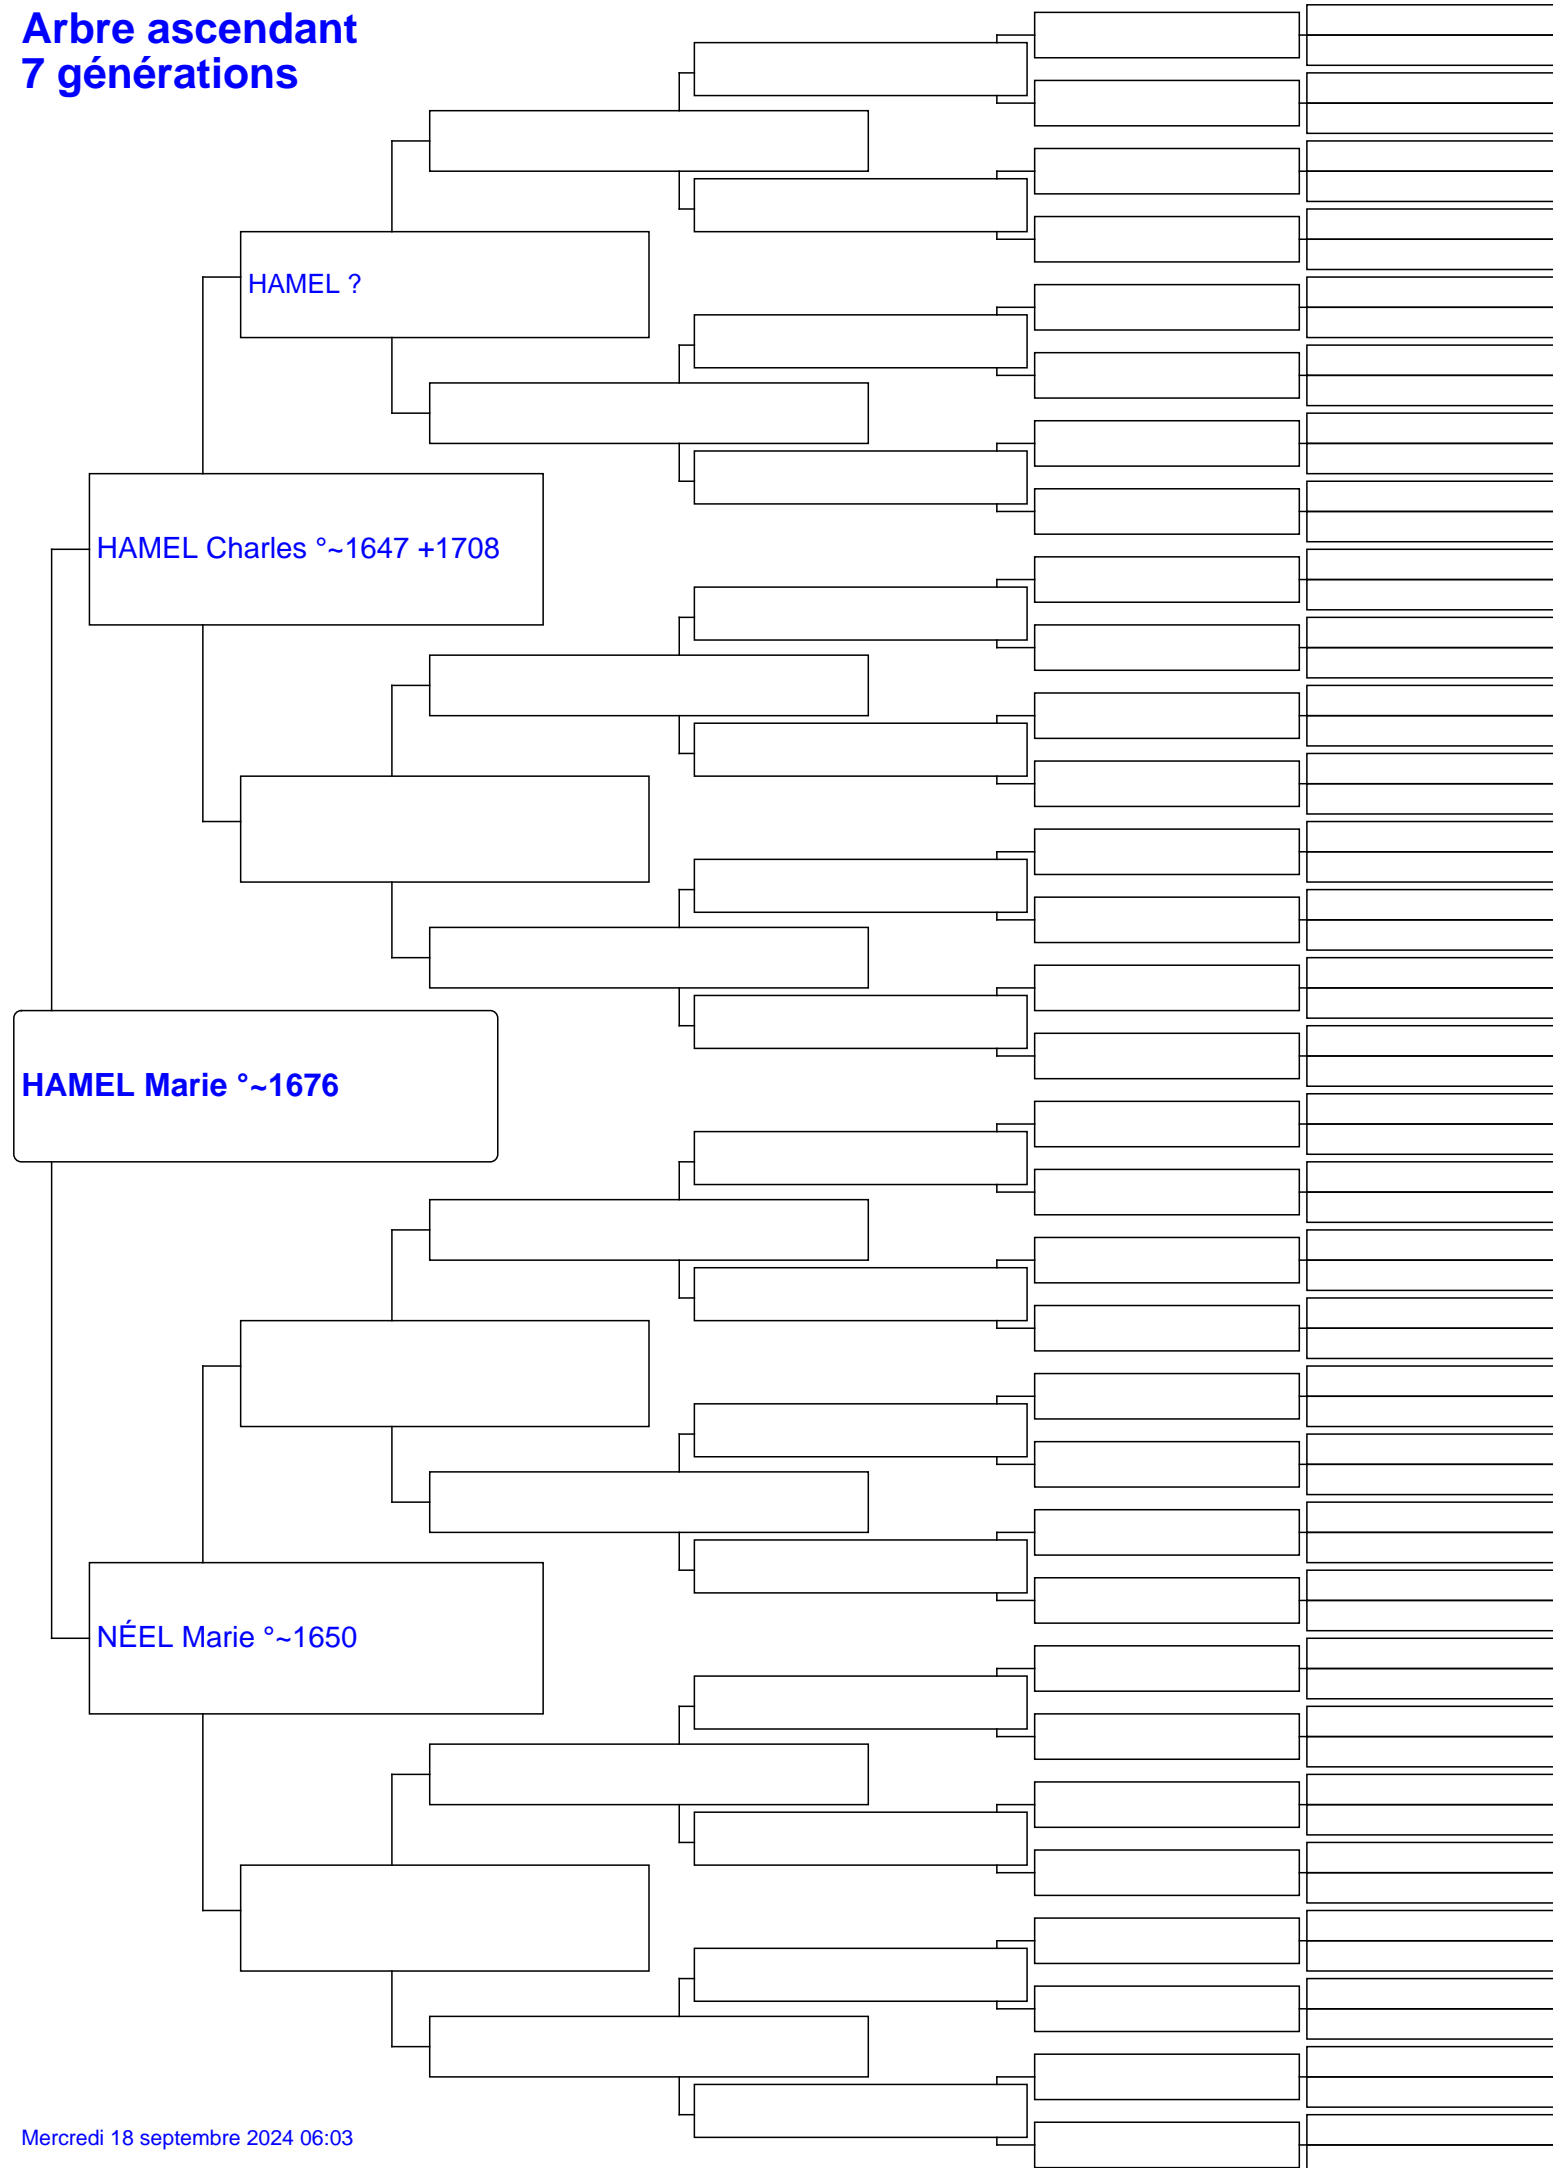 Arbre ascendant
7 générations
HAMEL ?
HAMEL Charles °~1647 +1708
HAMEL Marie °~1676
NÉEL Marie °~1650
Mercredi 18 septembre 2024 06:03